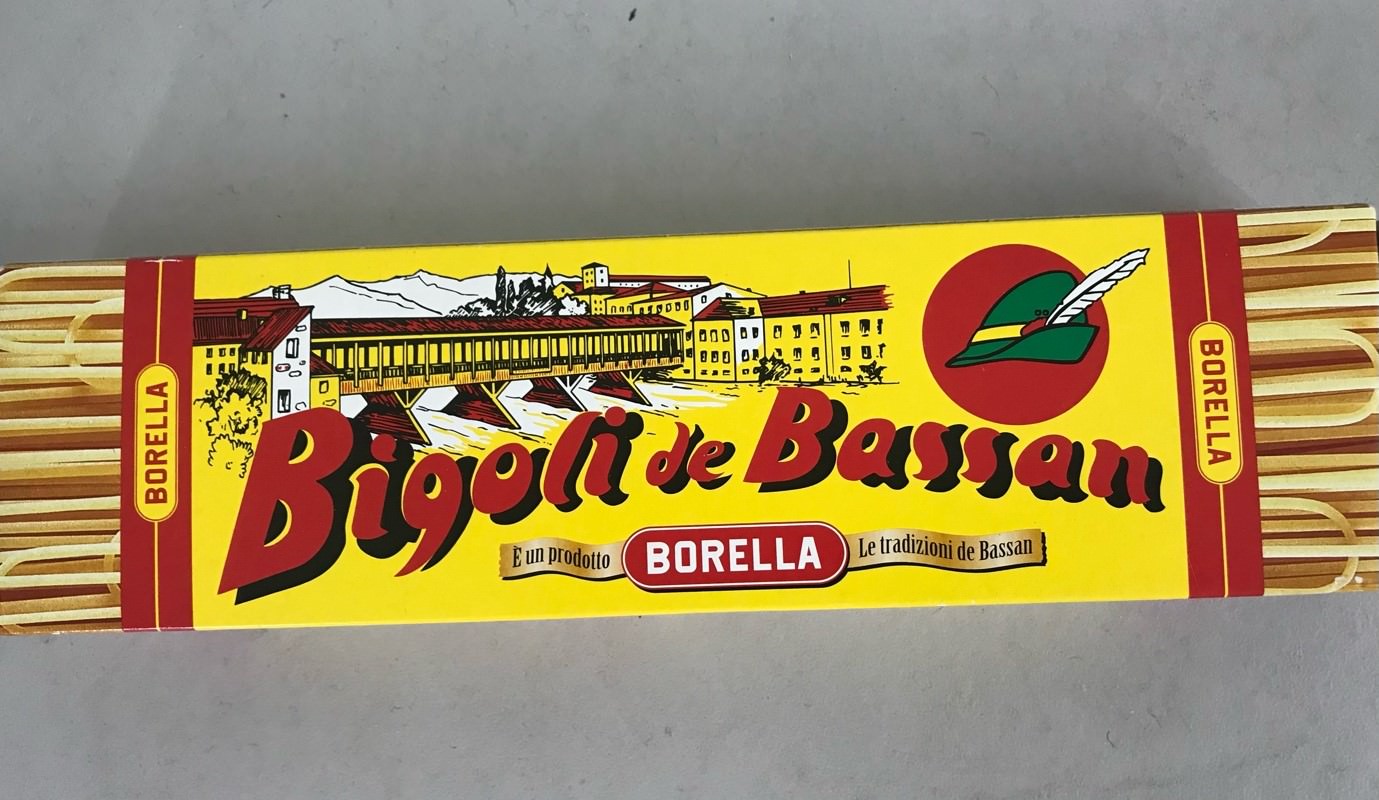 BORELLA
Bigoli de Bassan
È un prodotto BORELLA Le tradizioni de Bassan
BORELLA